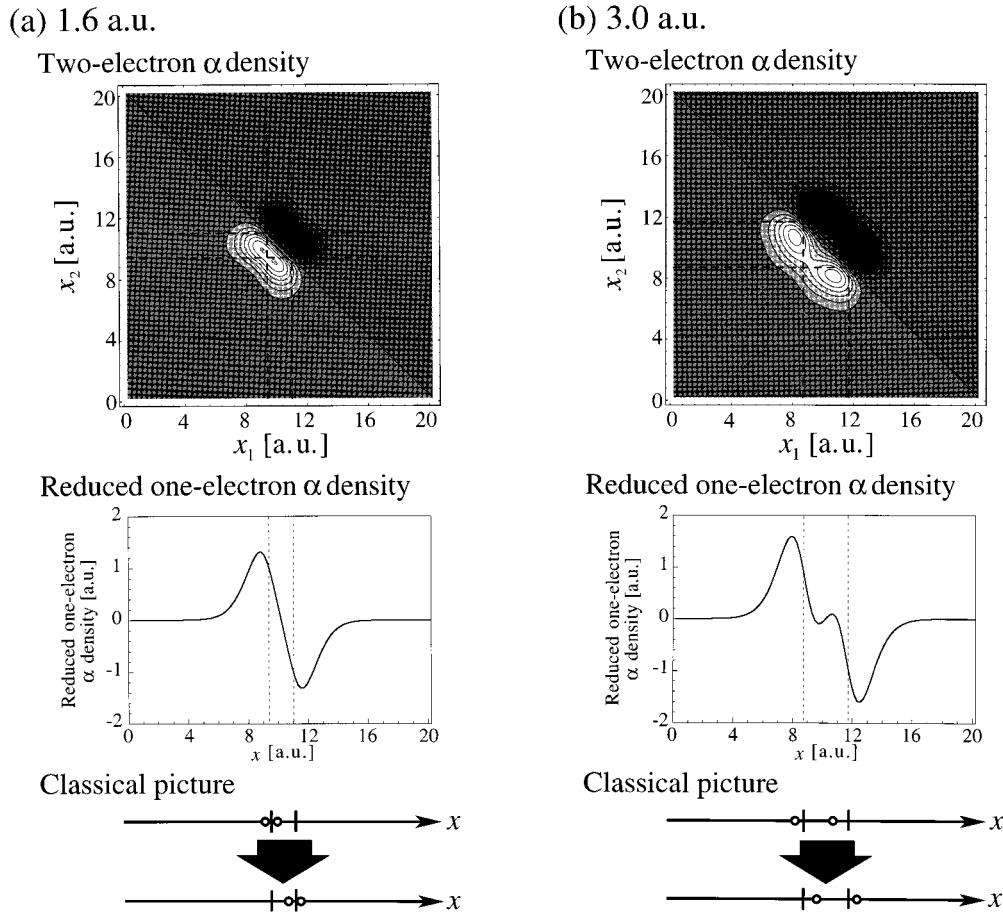 (a) 1.6 a.u.
Two-electron α density
20
16
12
8
4
0
x2 [a.u.]
0 4 8 12 16 20
x1 [a.u.]
Reduced one-electron α density
2
1
0
-1
-2
Reduced one-electron
α density [a.u.]
0 4 8 12 16 20
x [a.u.]
Classical picture
x
x
(b) 3.0 a.u.
Two-electron α density
20
16
12
8
4
0
x2 [a.u.]
0 4 8 12 16 20
x1 [a.u.]
Reduced one-electron α density
2
1
0
-1
-2
Reduced one-electron
α density [a.u.]
0 4 8 12 16 20
x [a.u.]
Classical picture
x
x